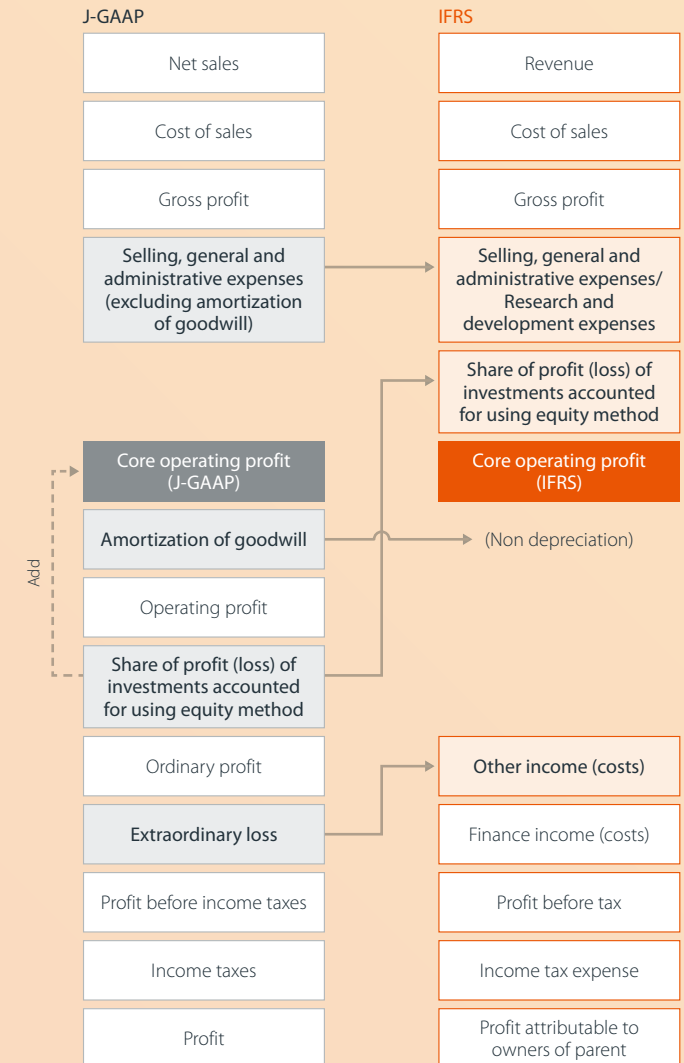 J-GAAP
Net sales
Cost of sales
Gross profit
Selling, general and
administrative expenses
(excluding amortization
of goodwill)
Core operating profit
(J-GAAP)
Amortization of goodwill
Operating profit
Share of profit (loss) of
investments accounted
for using equity method
Ordinary profit
Extraordinary loss
Profit before income taxes
Income taxes
Profit
Add
IFRS
Revenue
Cost of sales
Gross profit
Selling, general and
administrative expenses/
Research and
development expenses
Share of profit (loss) of
investments accounted
for using equity method
Core operating profit
(IFRS)
(Non depreciation)
Other income (costs)
Finance income (costs)
Profit before tax
Income tax expense
Profit attributable to
owners of parent